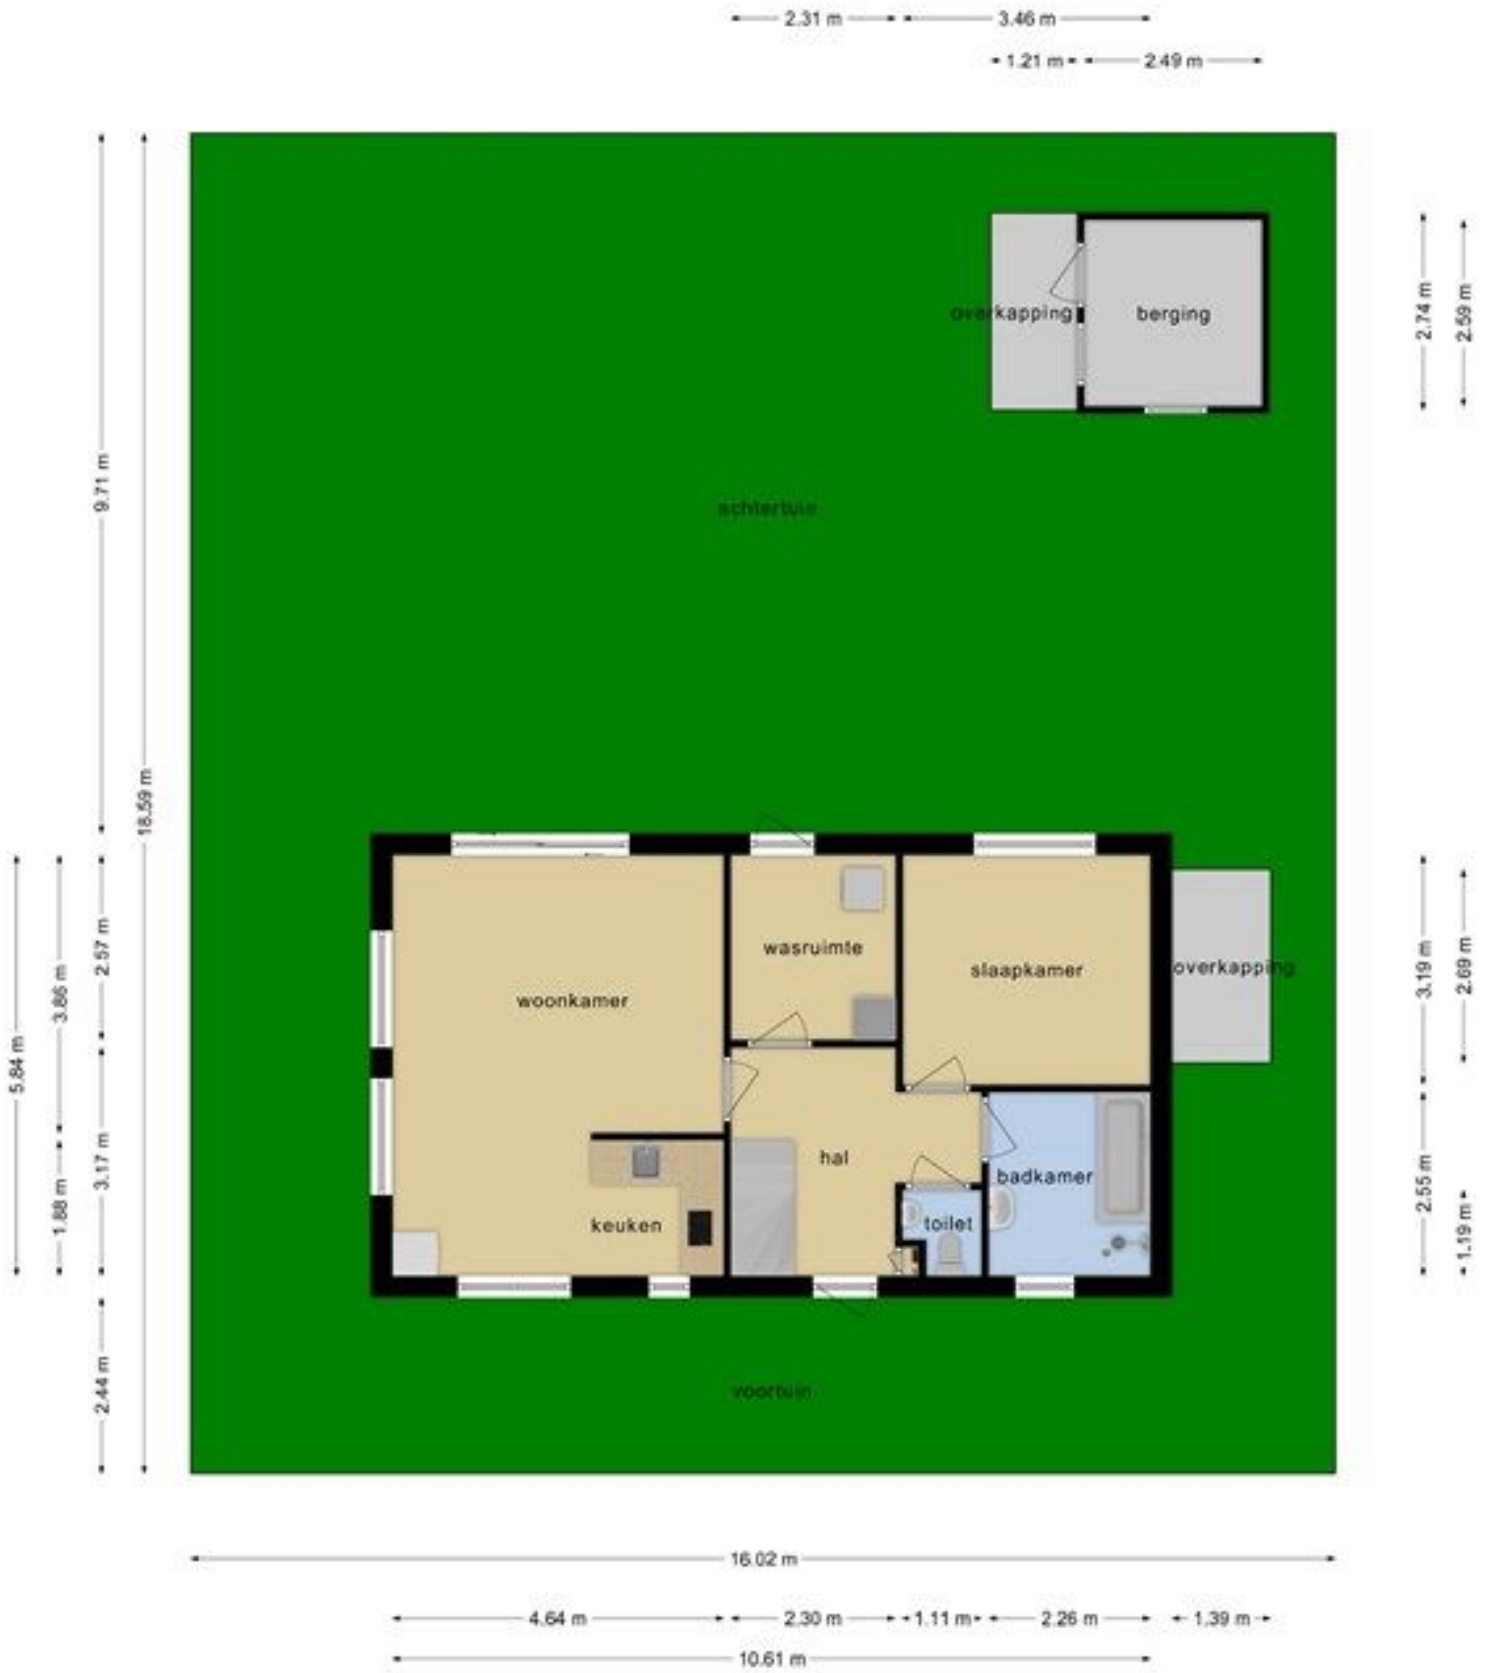 2.31 m
3.46 m
1.21 m
2.49 m
overkapping
berging
2.74 m
2.59 m
9.71 m
18.59 m
achtertuin
wasruimte
slaapkamer
overkapping
woonkamer
hal
badkamer
keuken
toilet
5.84 m
3.86 m
1.88 m
2.57 m
3.17 m
2.44 m
3.19 m
2.69 m
2.55 m
1.19 m
voortuin
16.02 m
4.64 m
2.30 m
1.11 m
2.26 m
1.39 m
10.61 m